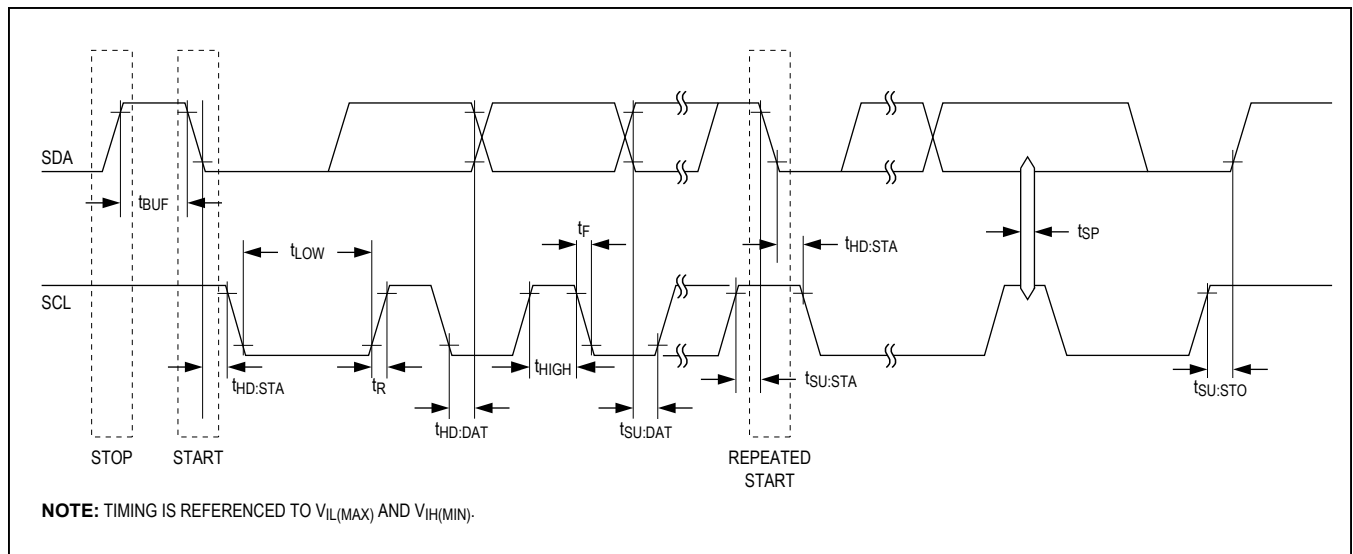 SDA
tBUF
tF
tSP
tHD:STA
tLOW
SCL
tHD:STA
tR
tHIGH
tSU:STA
tSU:STO
tHD:DAT
tSU:DAT
STOP
START
REPEATED
START
NOTE: TIMING IS REFERENCED TO VIL(MAX) AND VIH(MIN).